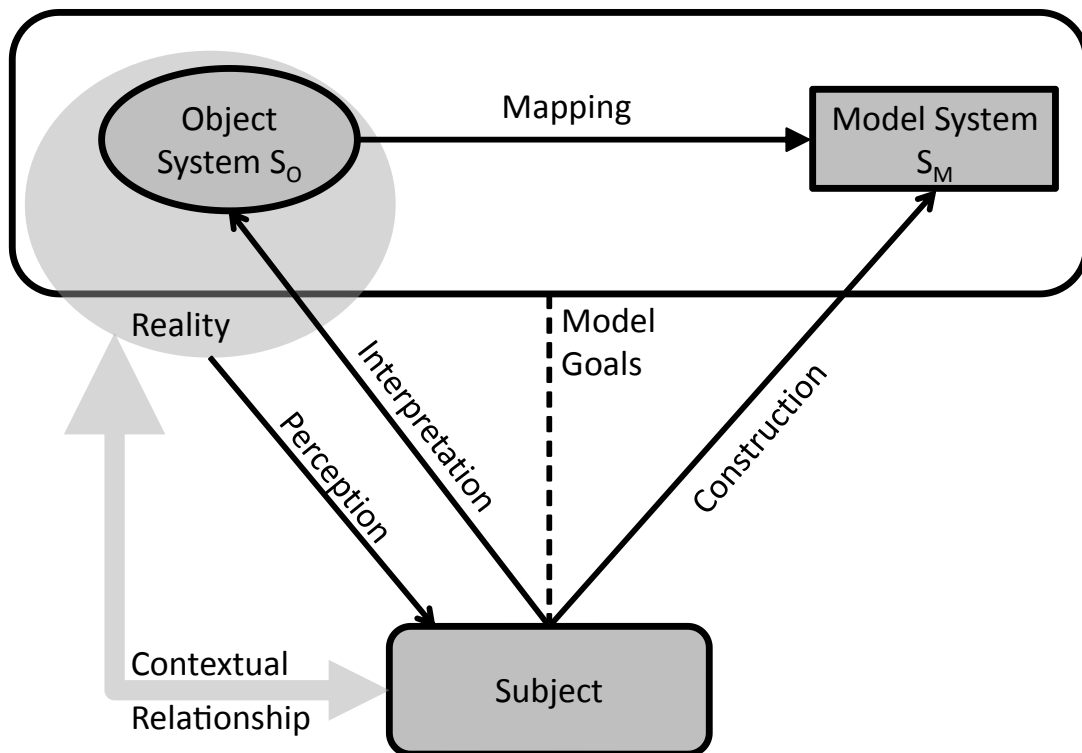 Object
System S_O
Mapping
Model System
S_M
Reality
Model
Goals
Perception
Interpretation
Construction
Contextual
Relationship
Subject